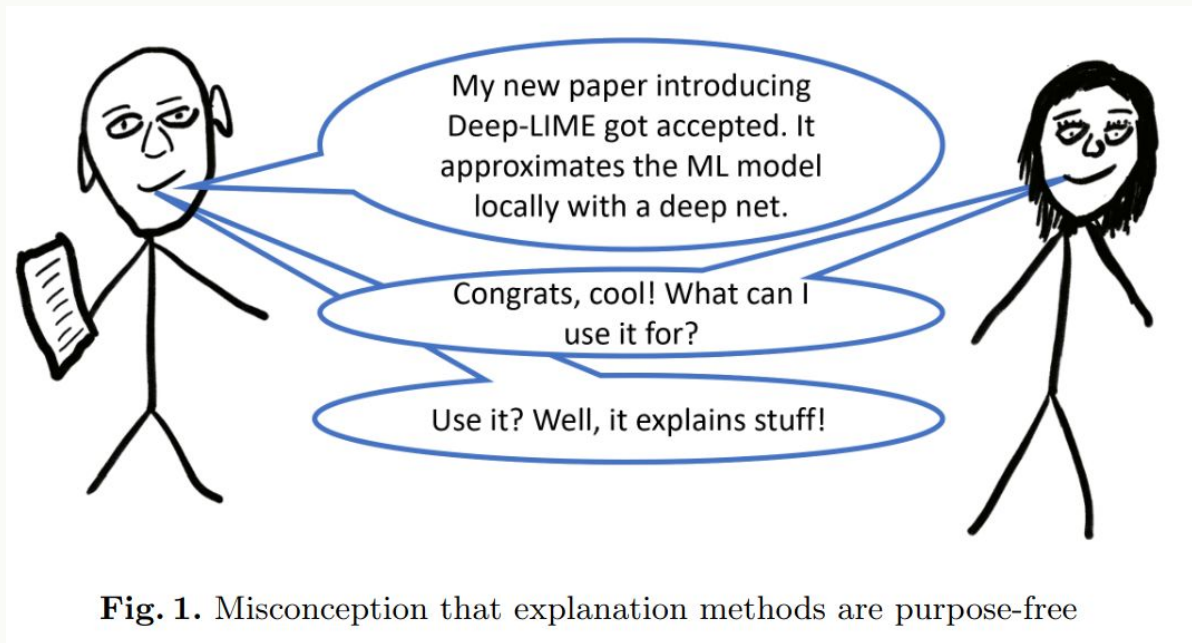 My new paper introducing
Deep-LIME got accepted. It
approximates the ML model
locally with a deep net.
Congrats, cool! What can I
use it for?
Use it? Well, it explains stuff!
Fig. 1. Misconception that explanation methods are purpose-free